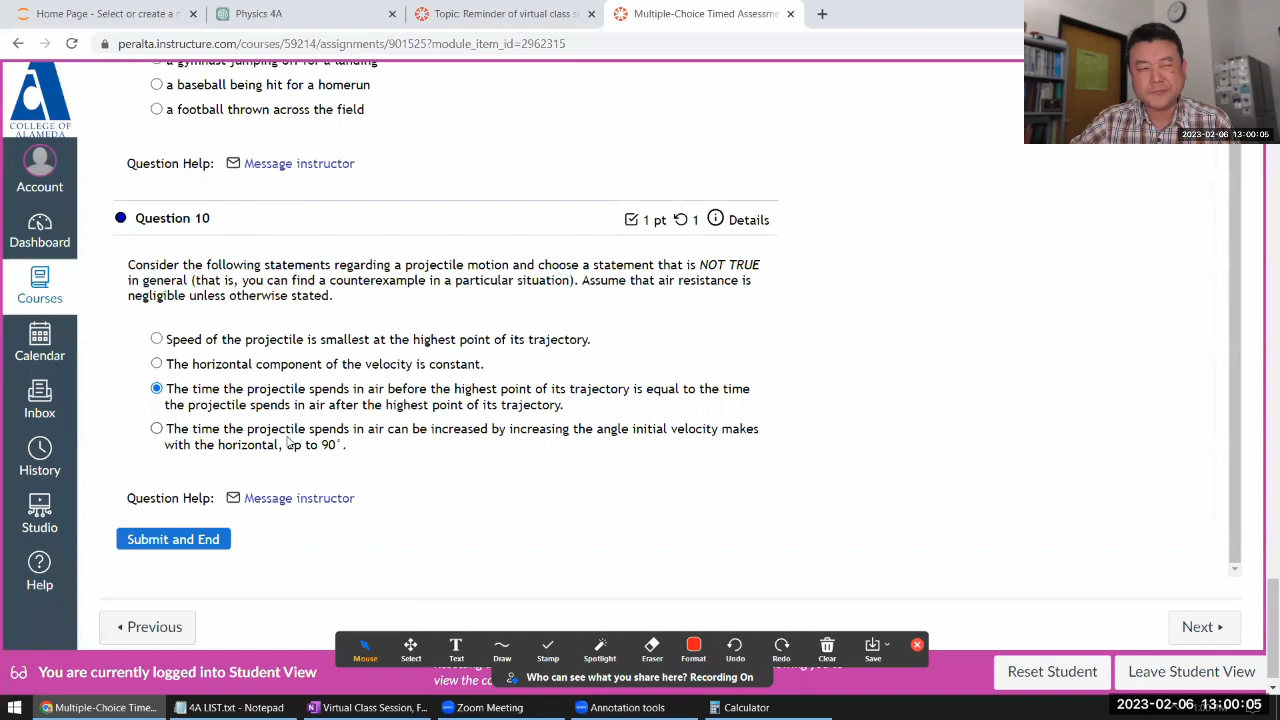 Home Page - Select or create a n
Physics 4A
Topic: Reminder of virtual class su
Multiple-Choice Timed Assessme
peralta.instructure.com/courses/59214/assignments/901525?module_item_id=2962315
2023-02-06 13:00:05
COLLEGE OF
ALAMEDA
Account
Dashboard
Courses
Calendar
Inbox
History
Studio
Help
a gymnast jumping off for a landing
a baseball being hit for a homerun
a football thrown across the field
Question Help: Message instructor
Question 10
1 pt 1 Details
Consider the following statements regarding a projectile motion and choose a statement that is NOT TRUE
in general (that is, you can find a counterexample in a particular situation). Assume that air resistance is
negligible unless otherwise stated.
Speed of the projectile is smallest at the highest point of its trajectory.
The horizontal component of the velocity is constant.
The time the projectile spends in air before the highest point of its trajectory is equal to the time
the projectile spends in air after the highest point of its trajectory.
The time the projectile spends in air can be increased by increasing the angle initial velocity makes
with the horizontal, up to 90°.
Question Help: Message instructor
Submit and End
Previous
Next
Mouse
Select
Text
Draw
Stamp
Spotlight
Eraser
Format
Undo
Redo
Clear
Save
Who can see what you share here? Recording On
You are currently logged into Student View
view the co
Reset Student
Leave Student View
Multiple-Choice Time...
4A LIST.txt - Notepad
Virtual Class Session, F...
Zoom Meeting
Annotation tools
Calculator
2023-02-06 13:00:05